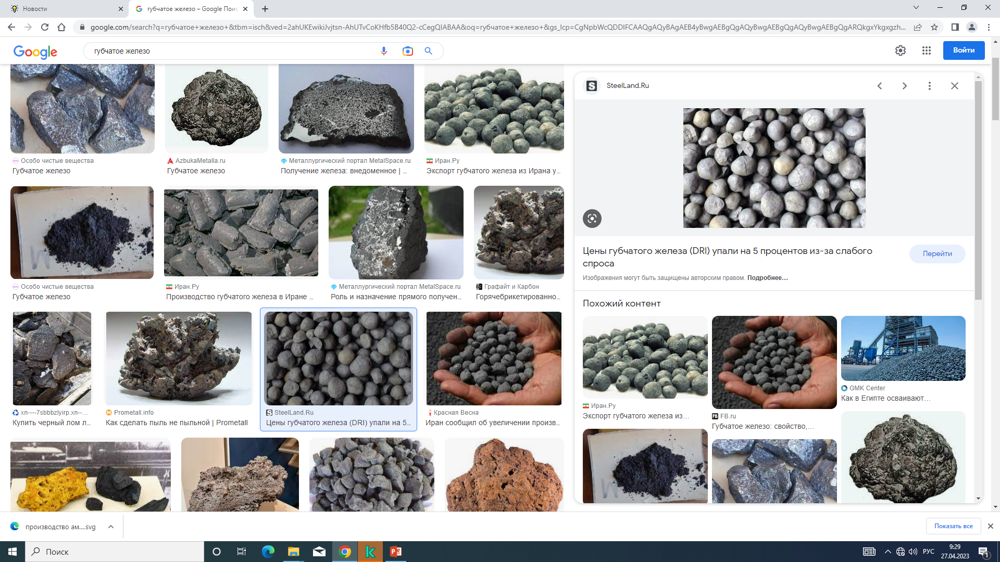 Новости
губчатое железо – Google Поис
google.com/search?q=губчатое+железо+&tbm=isch&ved=2ahUKEwikiJvjtsn-AhUTvCoKHfb5B40Q2-cCegQIABAA&oq=губчатое+железо+&gs_lcp=CgNpbWcQDDIFCAAQgAQyBAgAEB4yBwgAEBgQgAQyBwgAEBgQgAQyBwgAEBgQgARQkgxYkgxgzh...
Google
губчатое железо
Войти
Особо чистые вещества
Губчатое железо
AzbukaMetalla.ru
Губчатое железо
Металлургический портал MetalSpace.ru
Получение железа: внедоменное | ...
Иран.Ру
Экспорт губчатого железа из Ирана у...
Особо чистые вещества
Губчатое железо
Иран.Ру
Производство губчатого железа в Иране ...
Металлургический портал MetalSpace.ru
Роль и назначение прямого получен...
Графайт и Карбон
Горячебрикетированно...
xn----7sbbbzlyirp.xn--...
Купить черный лом л...
Prometall.info
Как сделать пыль не пыльной | Prometall
SteelLand.Ru
Цены губчатого железа (DRI) упали на 5...
Красная Весна
Иран сообщил об увеличении произв...
SteelLand.Ru
Цены губчатого железа (DRI) упали на 5 процентов из-за слабого
спроса
Перейти
Изображения могут быть защищены авторским правом. Подробнее...
Похожий контент
Иран.Ру
Экспорт губчатого железа из...
FB.ru
Губчатое железо: свойство,...
GMK Center
Как в Египте осваивают...
производство ам....svg
Показать все
Поиск
РУС
9:29
27.04.2023
1